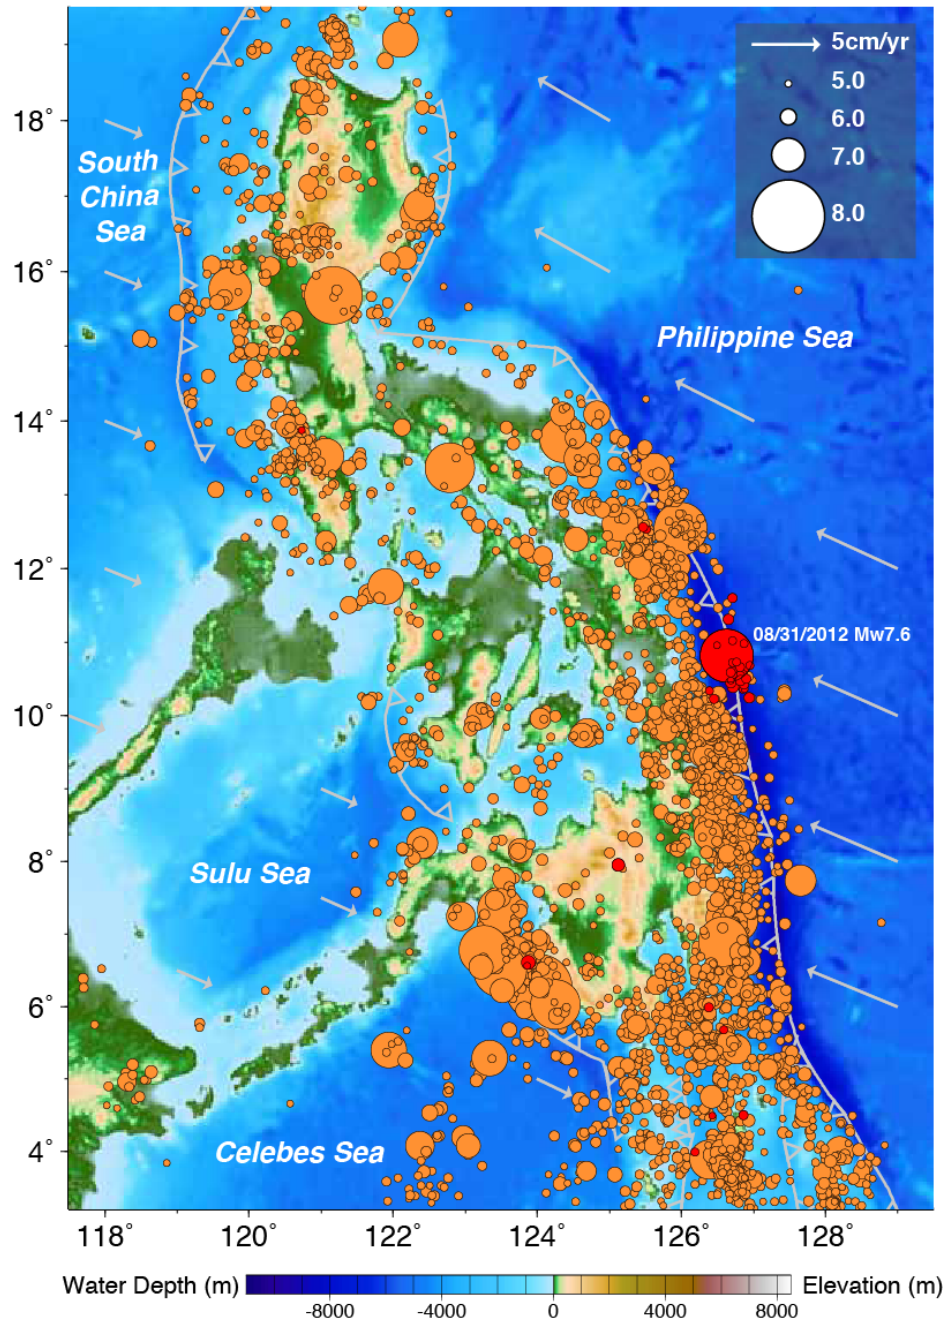 5cm/yr
5.0
6.0
7.0
8.0
18°
South
China
Sea
16°
Philippine Sea
14°
12°
08/31/2012 Mw7.6
10°
8°
Sulu Sea
6°
4°
Celebes Sea
118°
120°
122°
124°
126°
128°
Water Depth (m)
Elevation (m)
-8000
-4000
0
4000
8000